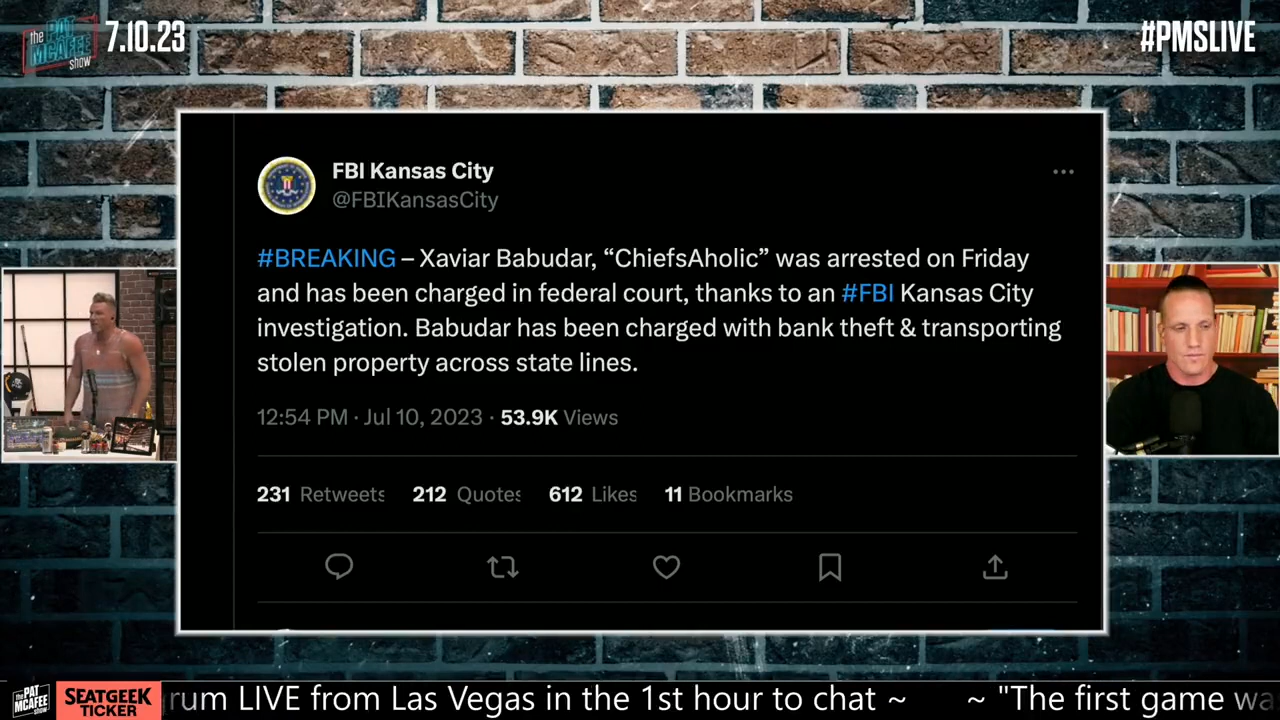 the PAT MCAFEE show
7.10.23
#PMSLIVE
FBI Kansas City
@FBIKansasCity
#BREAKING – Xaviar Babudar, “ChiefsAholic” was arrested on Friday
and has been charged in federal court, thanks to an #FBI Kansas City
investigation. Babudar has been charged with bank theft & transporting
stolen property across state lines.
12:54 PM · Jul 10, 2023 · 53.9K Views
231 Retweets 212 Quotes 612 Likes 11 Bookmarks
the PAT MCAFEE show
SEATGEEK
TICKER
rum LIVE from Las Vegas in the 1st hour to chat ~ ~ "The first game wa